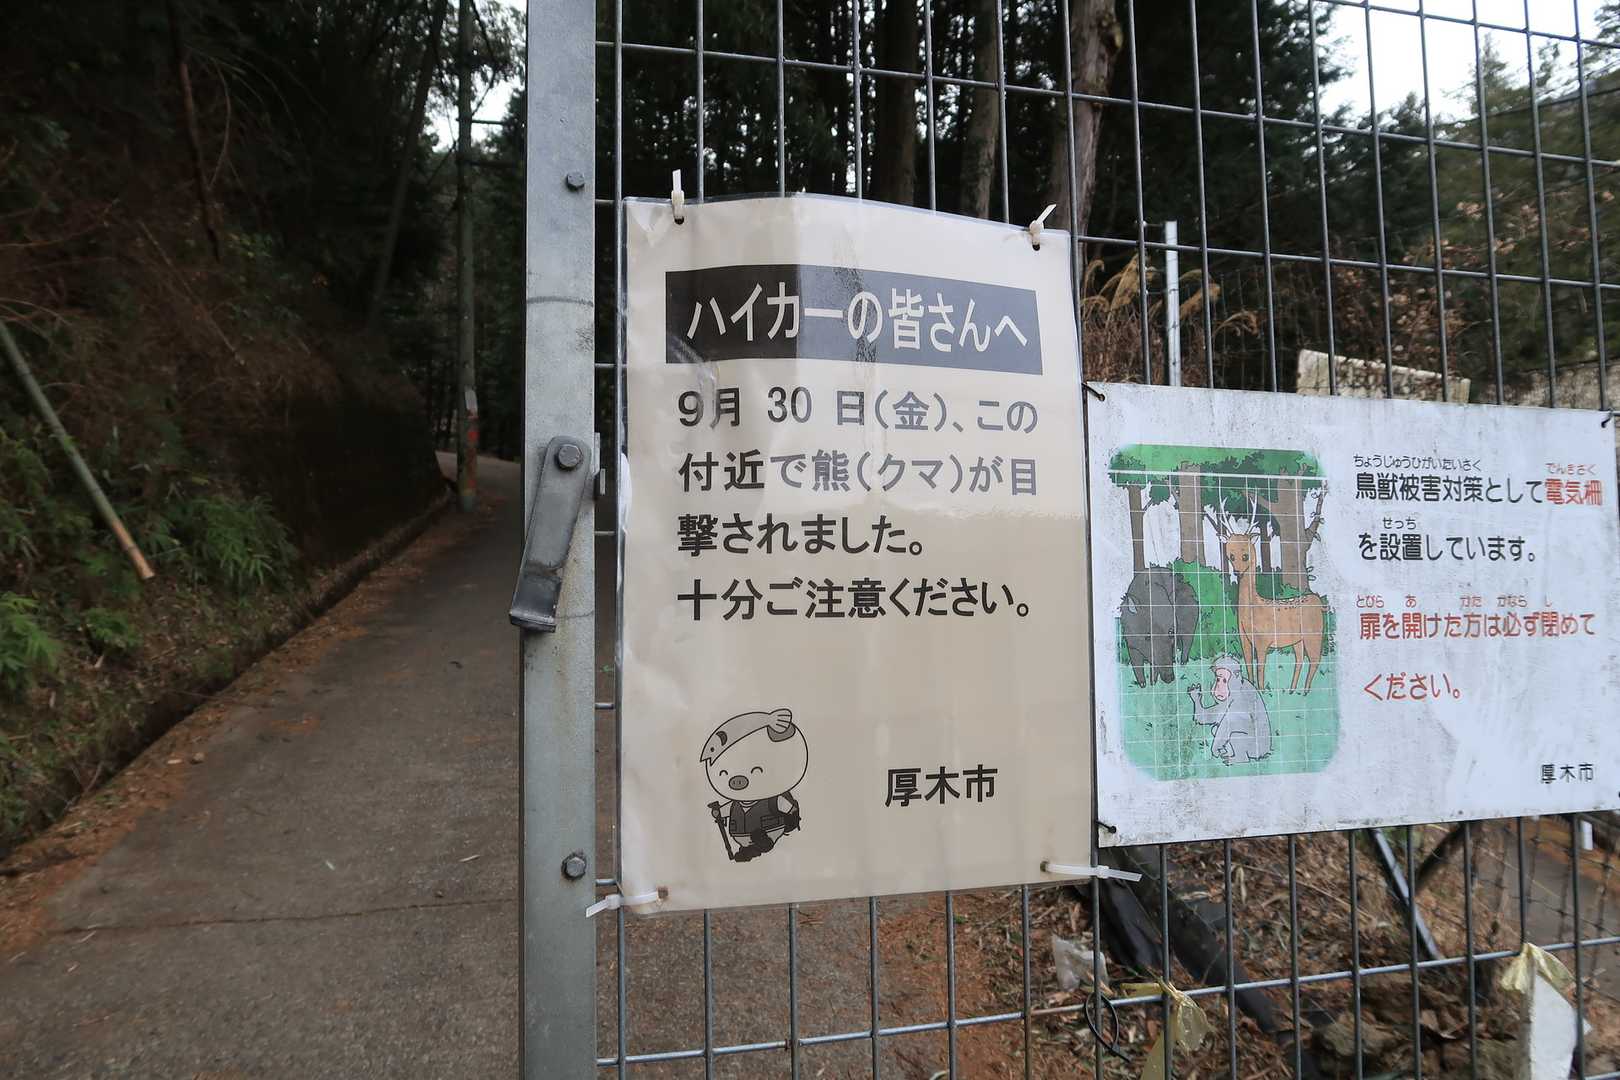 ハイカーの皆さんへ
9月 30 日(金)、この
付近で熊(クマ)が目
撃されました。
十分ご注意ください。
厚木市
ちょうじゅうひがいたいさく でんきさく
鳥獣被害対策として電気柵
せっち
を設置しています。
とびら あ かた かなら し
扉を開けた方は必ず閉めて
ください。
厚木市